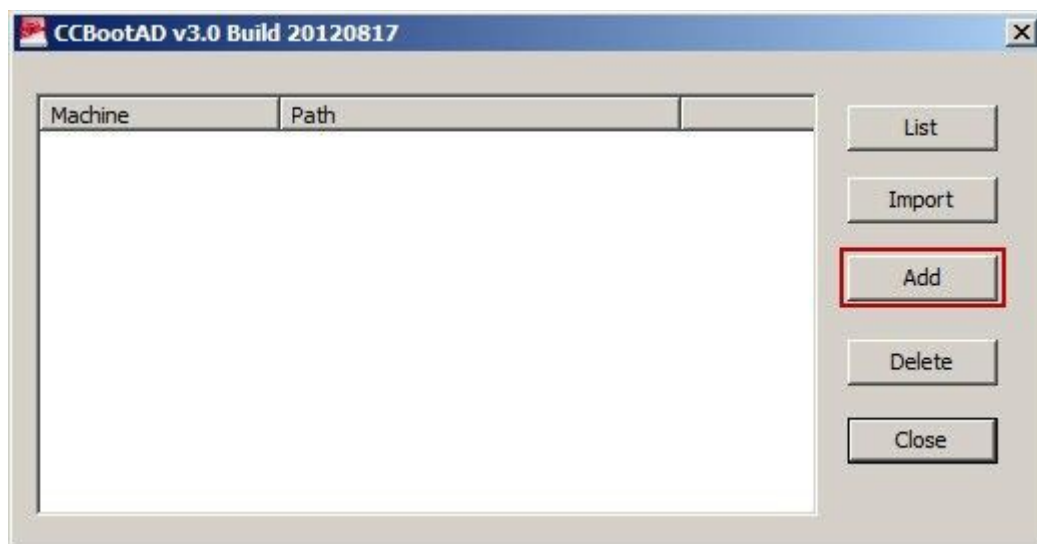 CCBootAD v3.0 Build 20120817
Machine Path
List
Import
Add
Delete
Close